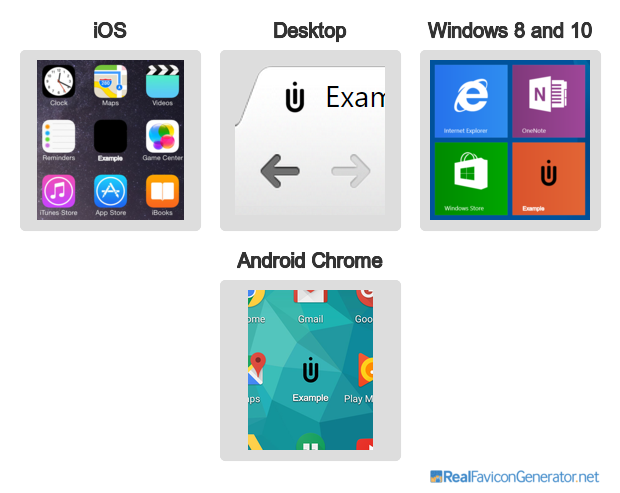 iOS
Desktop
Windows 8 and 10
Clock
Maps
Videos
Reminders
Example
Game Center
iTunes Store
App Store
iBooks
Exam
Internet Explorer
OneNote
Windows Store
Example
Android Chrome
ome
Gmail
Goo
aps
Example
Play M
RealFaviconGenerator.net